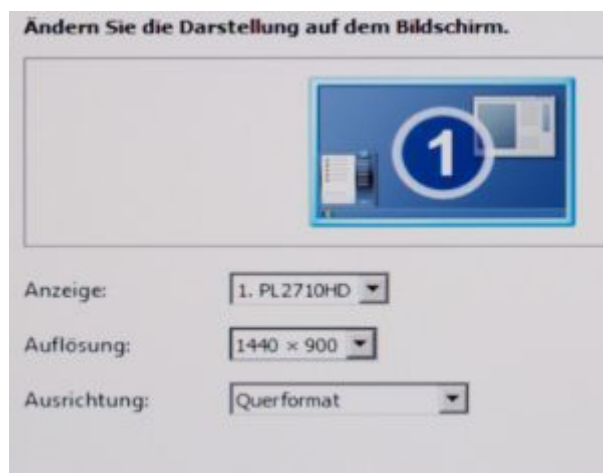 Ändern Sie die Darstellung auf dem Bildschirm.
1
Anzeige: 1. PL2710HD
Auflösung: 1440 × 900
Ausrichtung: Querformat